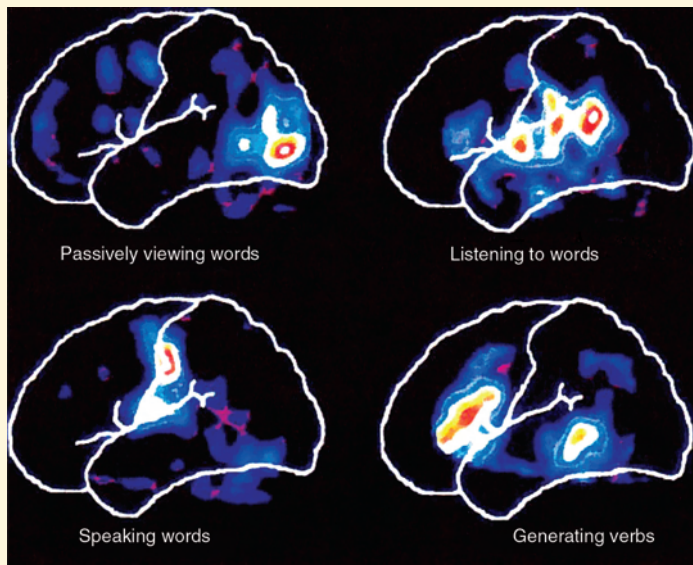 Passively viewing words
Listening to words
Speaking words
Generating verbs